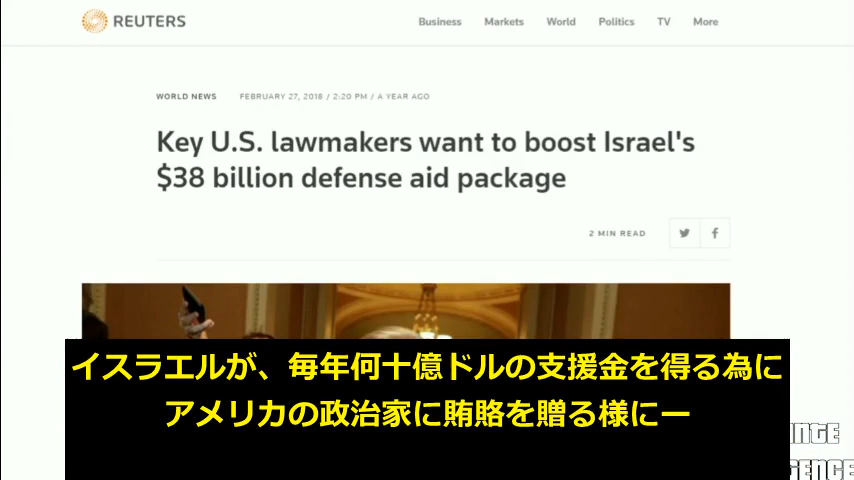 REUTERS
Business Markets World Politics TV More
WORLD NEWS FEBRUARY 27, 2018 / 2:20 PM / A YEAR AGO
Key U.S. lawmakers want to boost Israel's
$38 billion defense aid package
2 MIN READ
イスラエルが、毎年何十億ドルの支援金を得る為に
アメリカの政治家に賄賂を贈る様にー